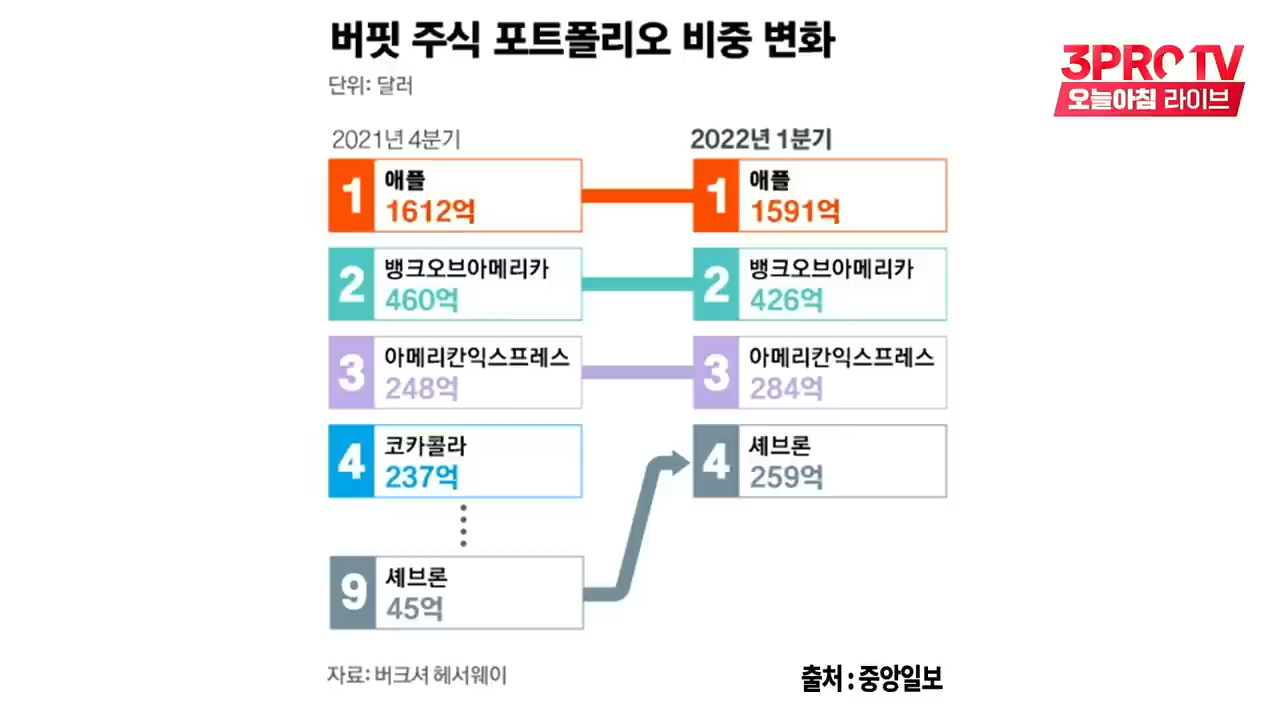 버핏 주식 포트폴리오 비중 변화
단위: 달러
3PRO TV
오늘아침 라이브
2021년 4분기
1 애플
1612억
2 뱅크오브아메리카
460억
3 아메리칸익스프레스
248억
4 코카콜라
237억
9 셰브론
45억
2022년 1분기
1 애플
1591억
2 뱅크오브아메리카
426억
3 아메리칸익스프레스
284억
4 셰브론
259억
자료: 버크셔 헤서웨이
출처 : 중앙일보